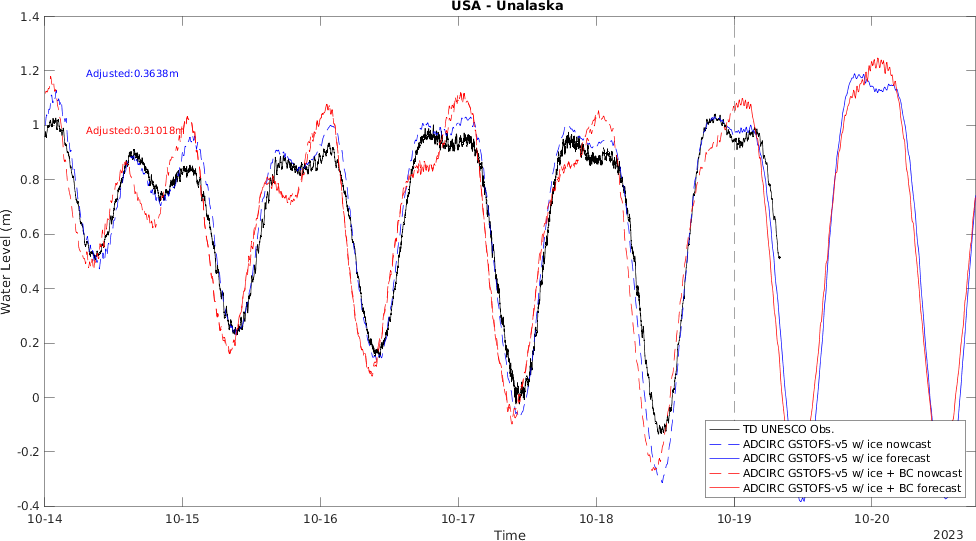 USA - Unalaska
1.4
1.2
1
0.8
0.6
0.4
0.2
0
-0.2
-0.4
Water Level (m)
Adjusted:0.3638m
Adjusted:0.31018m
TD UNESCO Obs.
ADCIRC GSTOFS-v5 w/ ice nowcast
ADCIRC GSTOFS-v5 w/ ice forecast
ADCIRC GSTOFS-v5 w/ ice + BC nowcast
ADCIRC GSTOFS-v5 w/ ice + BC forecast
10-14 10-15 10-16 10-17 10-18 10-19 10-20
Time
2023